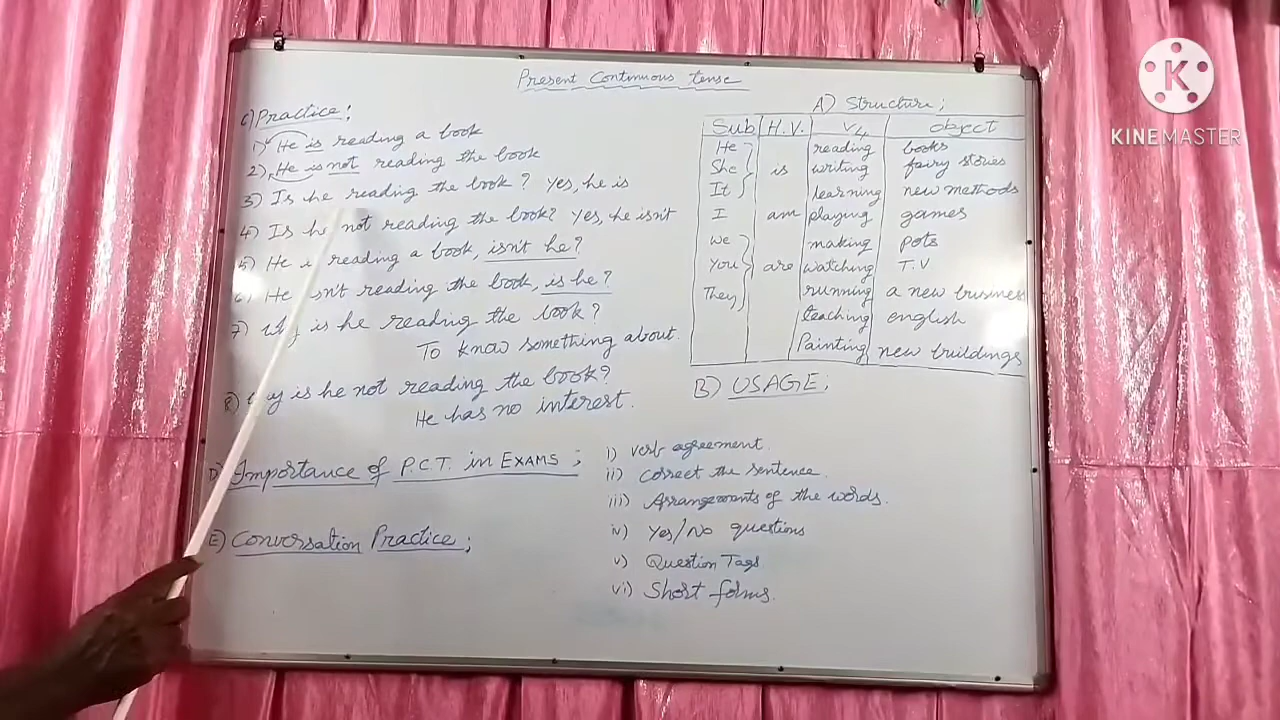 Present Continuous tense
C) Practice;
1) He is reading a book
2) He is not reading the book
3) Is he reading the book? Yes, he is
4) Is he not reading the book? Yes, he isn't
5) He reading a book, isn't he?
He isn't reading the book, is he?
7) Why is he reading the book?
To know something about.
is he not reading the book?
He has no interest.
D) Importance of P.C.T. in EXAMS;
E) Conversation Practice;
A) Structure;
Sub H.V. V4 object
He reading books
She is writing fairy stories
It learning new methods
I am playing games
We making pots
You are watching T.V
They running a new business
teaching english
Painting new buildings
B) USAGE;
i) verb agreement.
ii) correct the sentence.
iii) Arrangements of the words.
iv) Yes/No questions
v) Question Tags
vi) Short forms.
K
KINEMASTER